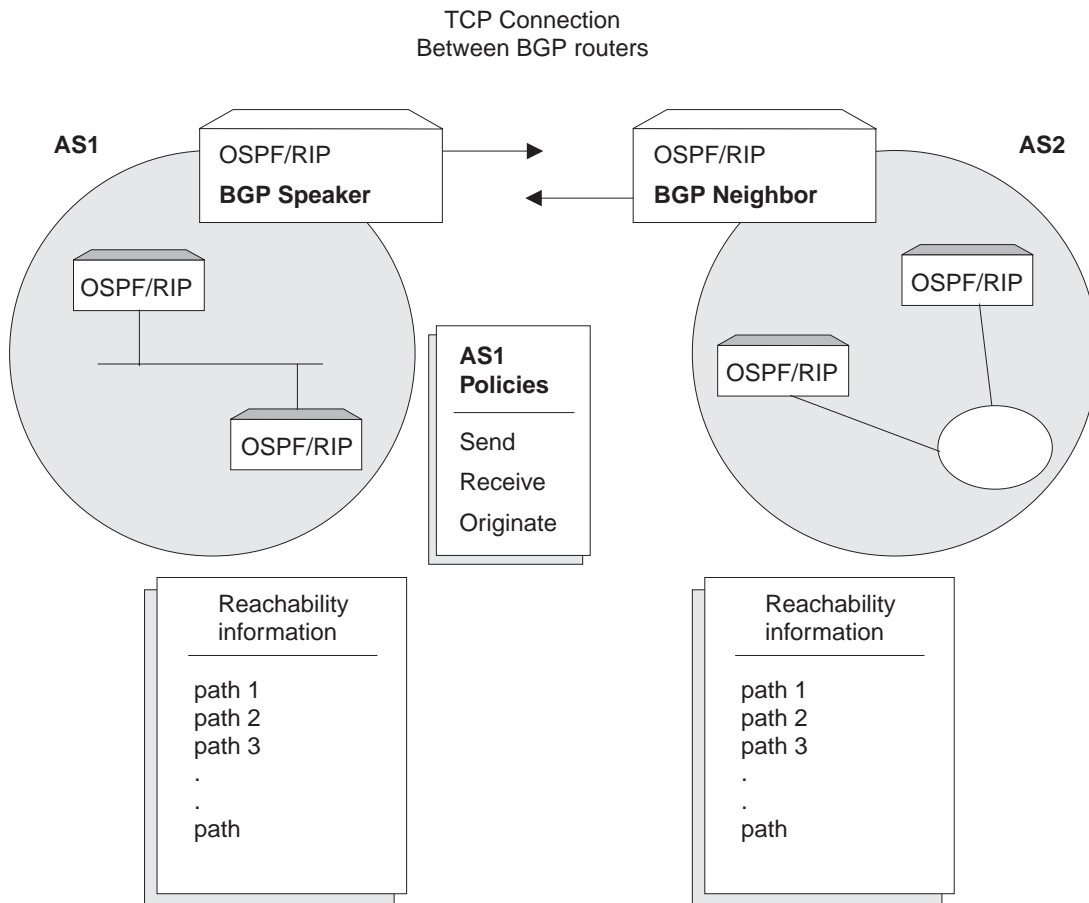 TCP Connection
Between BGP routers
AS1
OSPF/RIP
BGP Speaker
OSPF/RIP
BGP Neighbor
AS2
OSPF/RIP
OSPF/RIP
AS1
Policies
Send
Receive
Originate
OSPF/RIP
OSPF/RIP
Reachability
information
path 1
path 2
path 3
.
.
path
Reachability
information
path 1
path 2
path 3
.
.
path